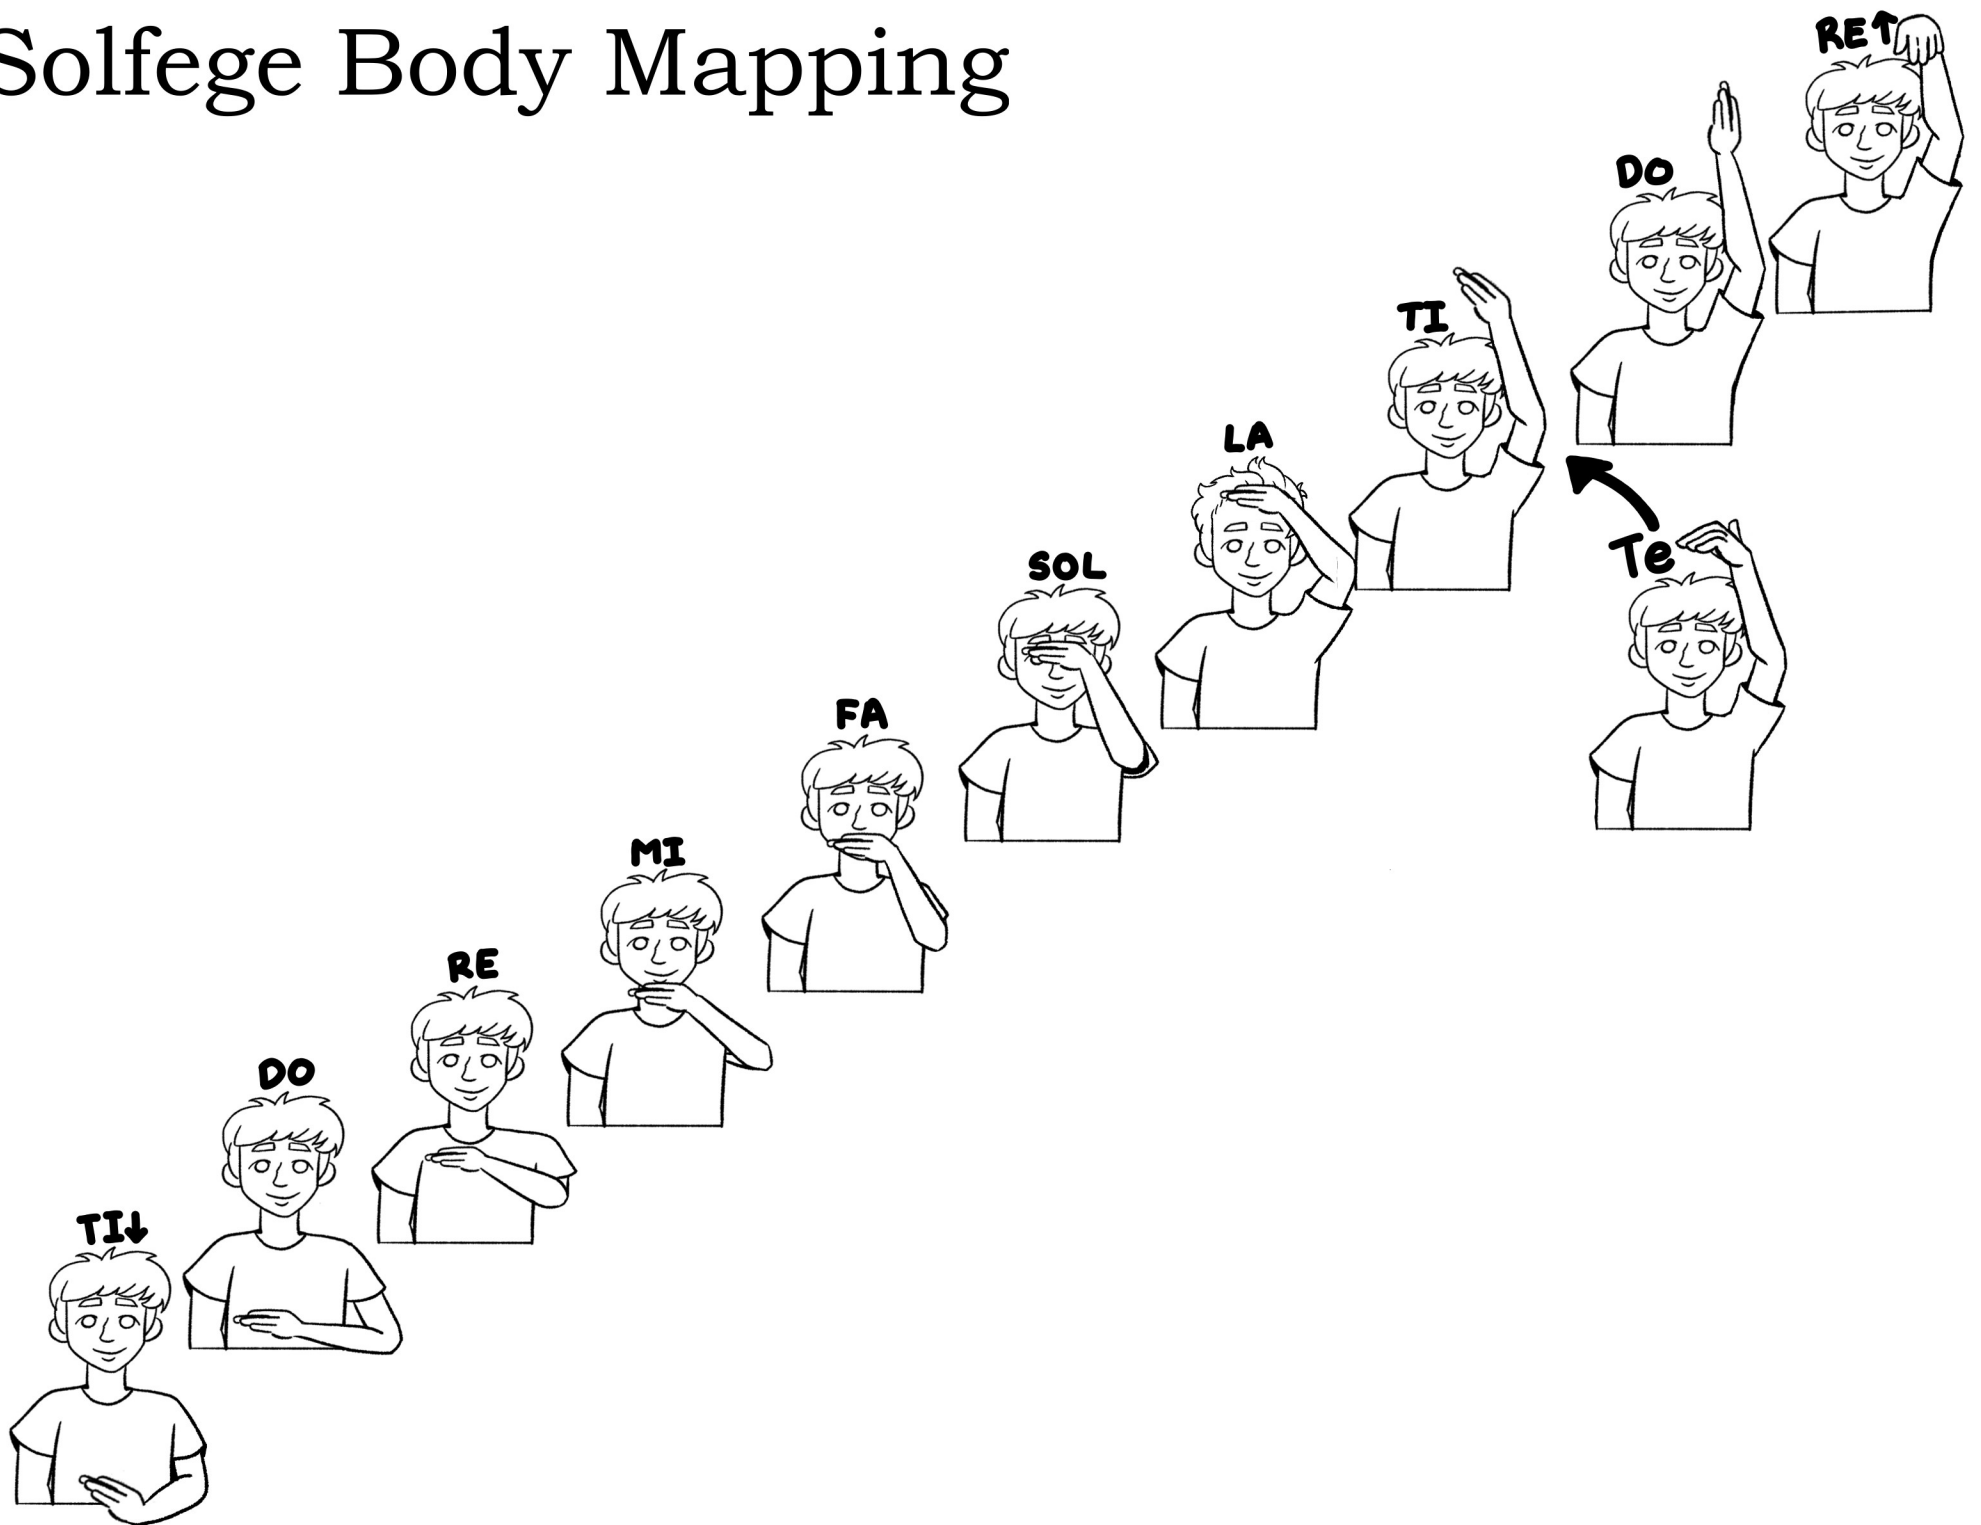 Solfege Body Mapping
RE↑
DO
TI
LA
Te
SOL
FA
MI
RE
DO
TI↓